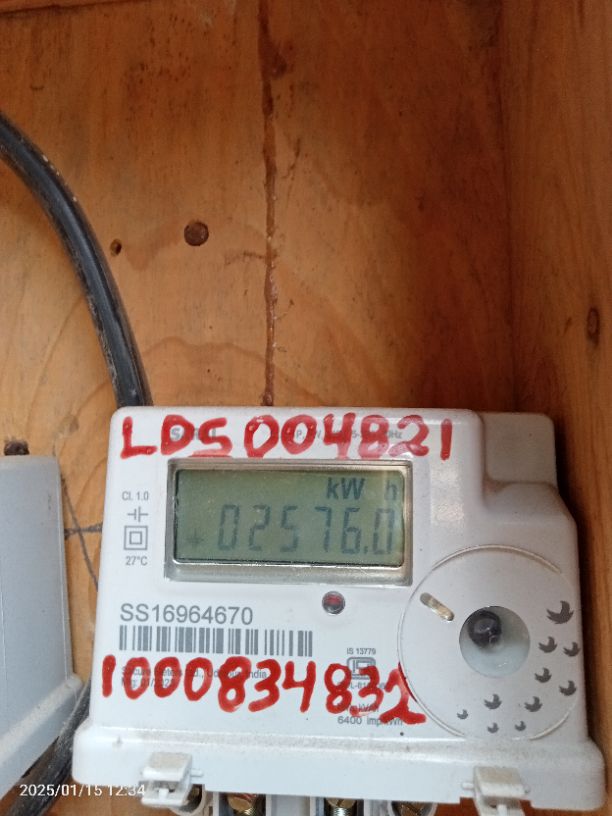 LDS004821
kW h
+02576.0
Cl. 1.0
27°C
SS16964670
IS 13779
1000834832
6400 imp/kWh
2025/01/15 12:34